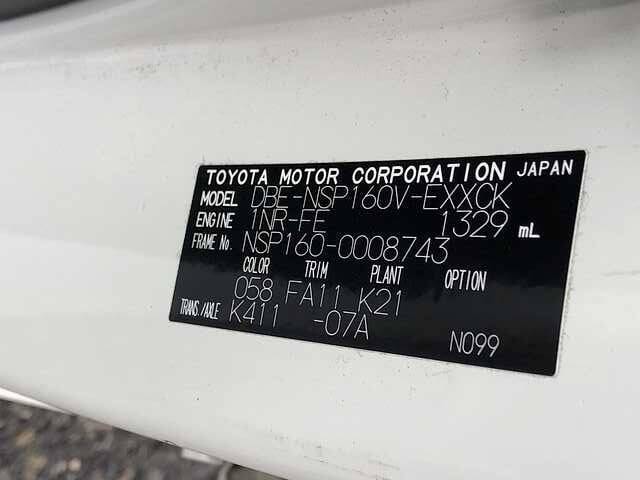 TOYOTA MOTOR CORPORATION JAPAN
MODEL DBE-NSP160V-EXXCK
ENGINE 1NR-FE 1329 mL
FRAME No. NSP160-0008743
COLOR TRIM PLANT OPTION
058 FA11 K21
TRANS./AXLE K411 -07A
N099